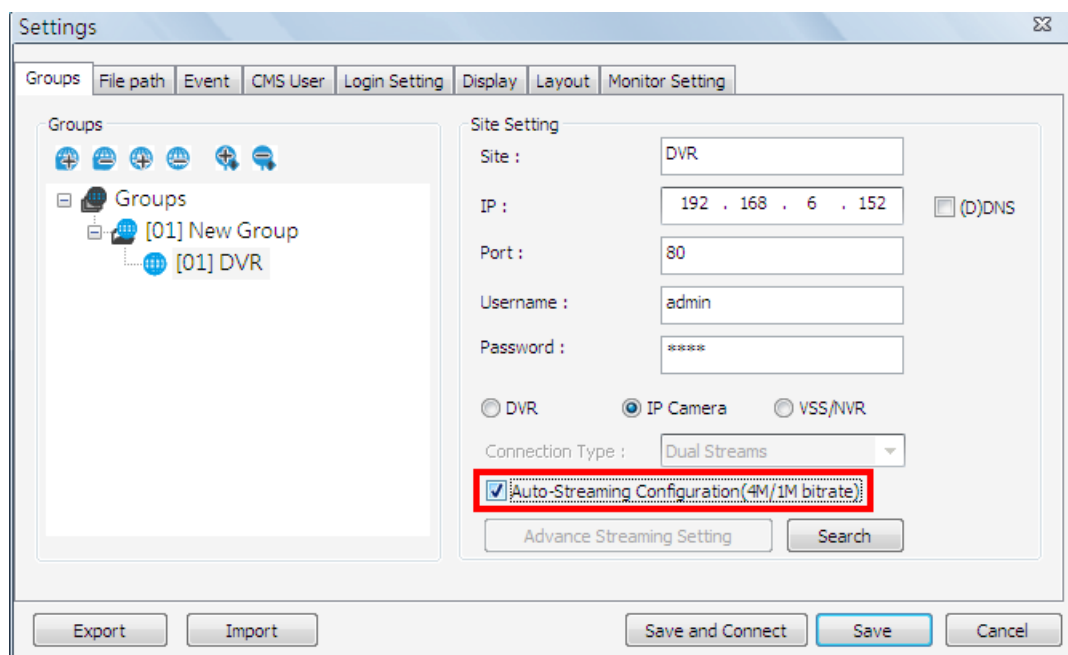 Settings
Groups File path Event CMS User Login Setting Display Layout Monitor Setting
Groups
Groups
[01] New Group
[01] DVR
Site Setting
Site : DVR
IP : 192 . 168 . 6 . 152 (D)DNS
Port : 80
Username : admin
Password : ****
DVR IP Camera VSS/NVR
Connection Type : Dual Streams
Auto-Streaming Configuration(4M/1M bitrate)
Advance Streaming Setting Search
Export Import Save and Connect Save Cancel